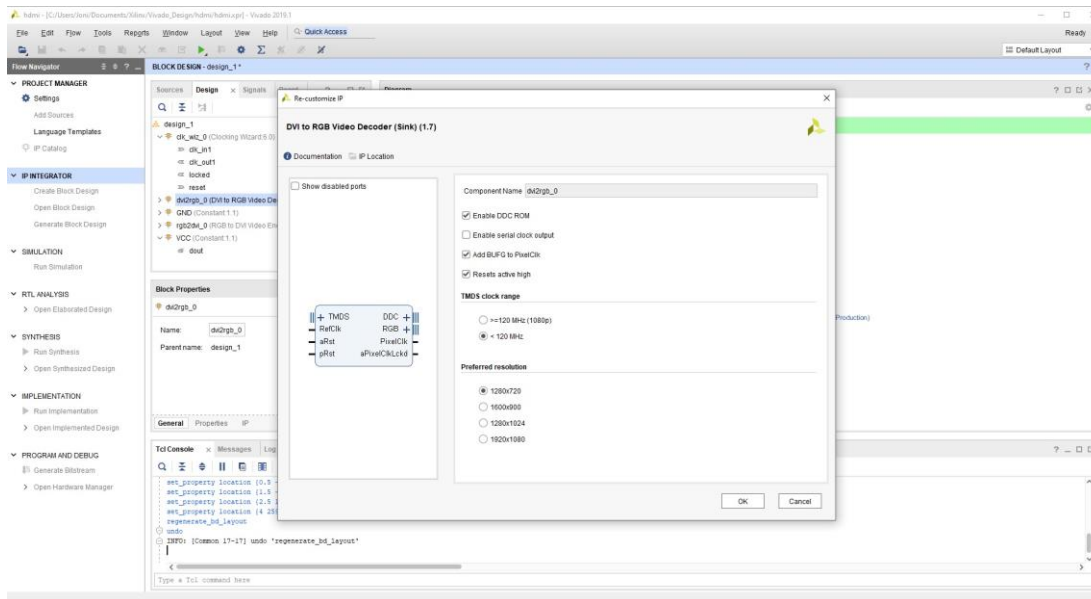 hdmi - [C:/Users/Joni/Documents/Xilinx/Vivado_Design/hdmi/hdmi.xpr] - Vivado 2019.1
File Edit Flow Tools Reports Window Layout View Help Quick Access
Ready
Default Layout
Flow Navigator
PROJECT MANAGER
Settings
Add Sources
Language Templates
IP Catalog
IP INTEGRATOR
Create Block Design
Open Block Design
Generate Block Design
SIMULATION
Run Simulation
RTL ANALYSIS
Open Elaborated Design
SYNTHESIS
Run Synthesis
Open Synthesized Design
IMPLEMENTATION
Run Implementation
Open Implemented Design
PROGRAM AND DEBUG
Generate Bitstream
Open Hardware Manager
BLOCK DESIGN - design_1 *
Sources Design Signals
Diagram
design_1
clk_wiz_0 (Clocking Wizard:6.0)
clk_in1
clk_out1
locked
reset
dvi2rgb_0 (DVI to RGB Video De
GND (Constant:1.1)
rgb2dvi_0 (RGB to DVI Video En
VCC (Constant:1.1)
dout
Block Properties
dvi2rgb_0
Name: dvi2rgb_0
Parent name: design_1
General Properties IP
Re-customize IP
DVI to RGB Video Decoder (Sink) (1.7)
Documentation IP Location
Show disabled ports
TMDS DDC
RefClk RGB
aRst PixelClk
pRst aPixelClkLckd
Component Name dvi2rgb_0
Enable DDC ROM
Enable serial clock output
Add BUFG to PixelClk
Resets active high
TMDS clock range
>=120 MHz (1080p)
< 120 MHz
Preferred resolution
1280x720
1600x900
1280x1024
1920x1080
OK Cancel
Production)
Tcl Console Messages Log
set_property location {0.5
set_property location {1.5
set_property location {2.5
set_property location {4
regenerate_bd_layout
undo
INFO: [Common 17-17] undo 'regenerate_bd_layout'
Type a Tcl command here